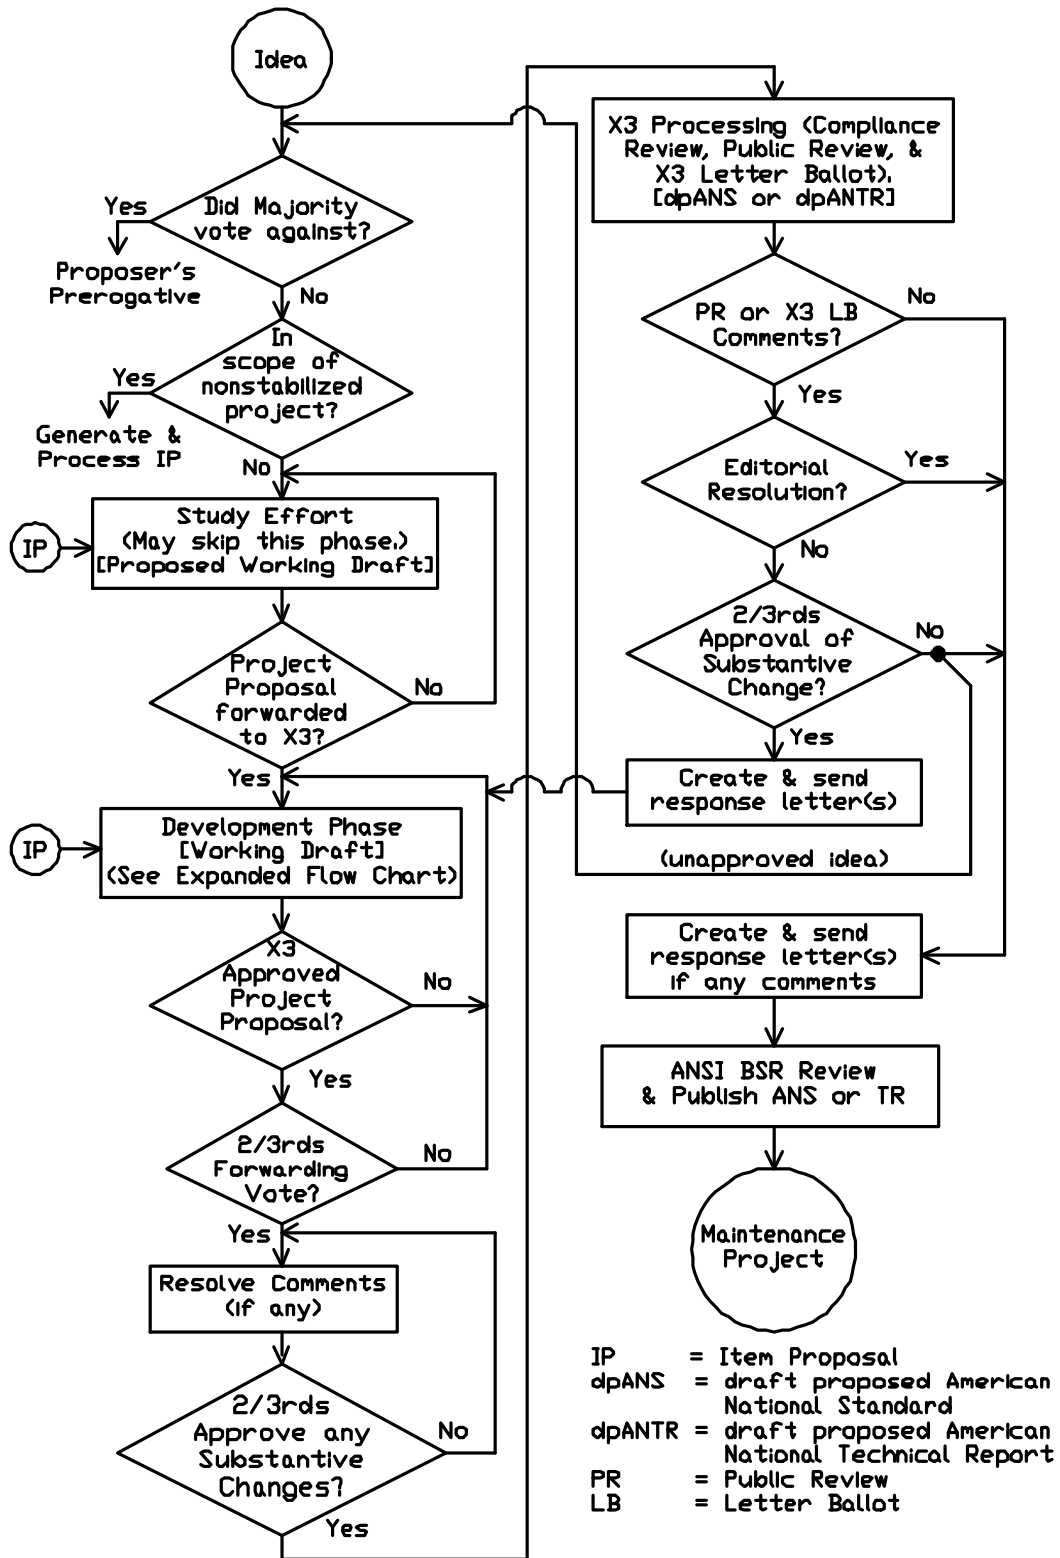 Idea
Did Majority
vote against?
Yes
Proposer's
Prerogative
No
In
scope of
nonstabilized
project?
Yes
Generate &
Process IP
No
Study Effort
(May skip this phase.)
[Proposed Working Draft]
IP
Project
Proposal
forwarded
to X3?
No
Yes
Development Phase
[Working Draft]
(See Expanded Flow Chart)
IP
X3
Approved
Project
Proposal?
No
Yes
2/3rds
Forwarding
Vote?
No
Yes
Resolve Comments
(if any)
2/3rds
Approve any
Substantive
Changes?
No
Yes
X3 Processing (Compliance
Review, Public Review, &
X3 Letter Ballot).
[dpANS or dpANTR]
PR or X3 LB
Comments?
No
Yes
Editorial
Resolution?
Yes
No
2/3rds
Approval of
Substantive
Change?
No
Yes
Create & send
response letter(s)
(unapproved idea)
Create & send
response letter(s)
if any comments
ANSI BSR Review
& Publish ANS or TR
Maintenance
Project
IP = Item Proposal
dpANS = draft proposed American
National Standard
dpANTR = draft proposed American
National Technical Report
PR = Public Review
LB = Letter Ballot